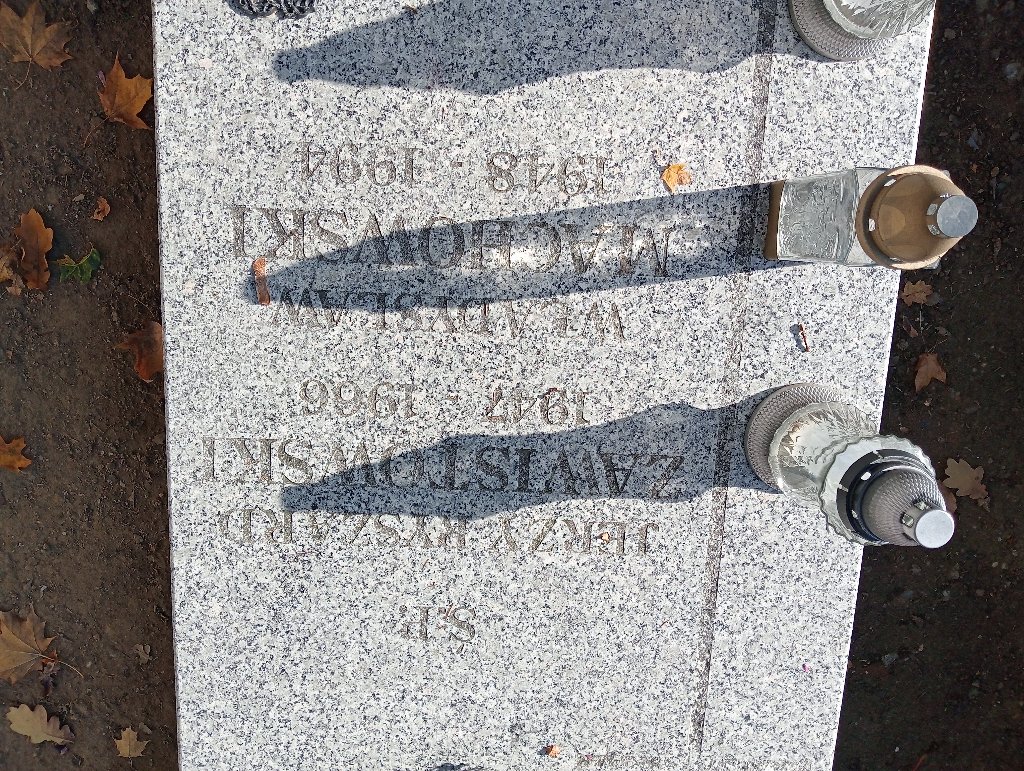 Ś.P.
JERZY RYSZARD
ZAWISTOWSKI
1947 - 1966
WŁADYSŁAW
MACHOWSKI
1948 - 1994